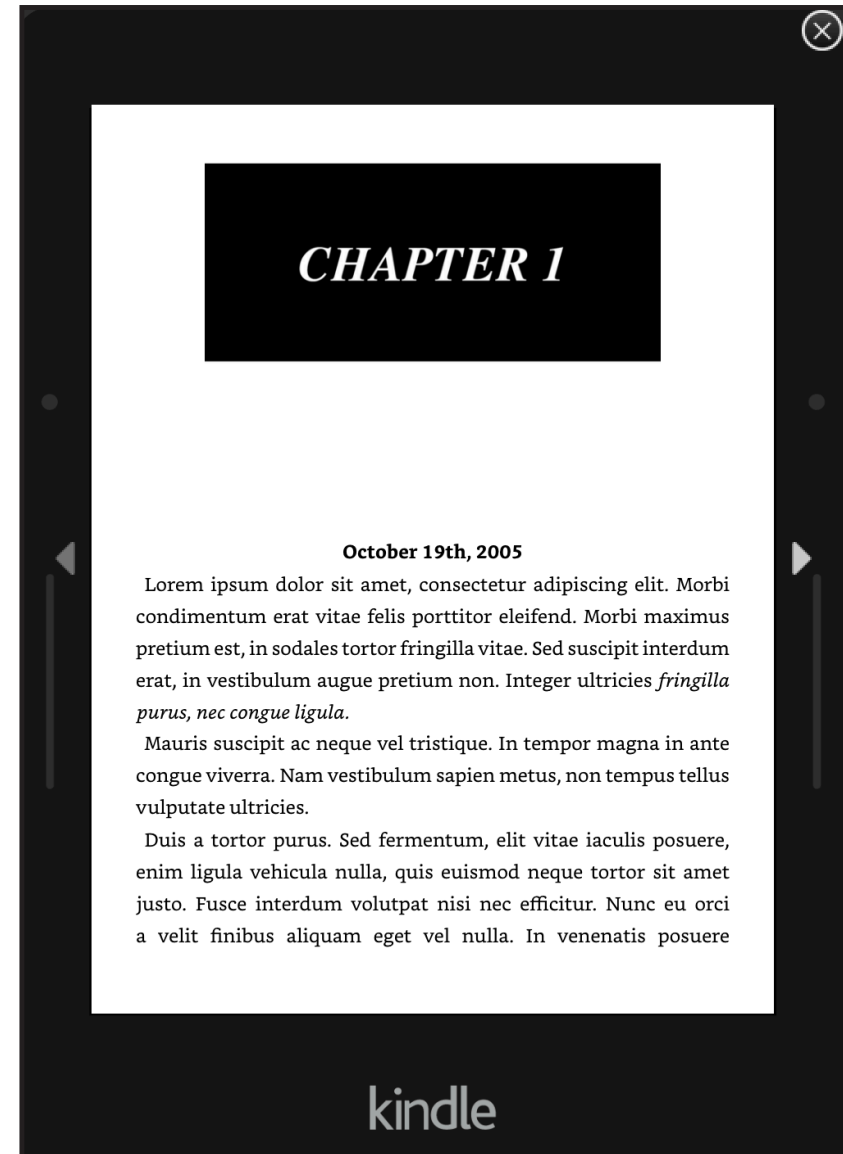 CHAPTER 1
October 19th, 2005
Lorem ipsum dolor sit amet, consectetur adipiscing elit. Morbi
condimentum erat vitae felis porttitor eleifend. Morbi maximus
pretium est, in sodales tortor fringilla vitae. Sed suscipit interdum
erat, in vestibulum augue pretium non. Integer ultricies fringilla
purus, nec congue ligula.
Mauris suscipit ac neque vel tristique. In tempor magna in ante
congue viverra. Nam vestibulum sapien metus, non tempus tellus
vulputate ultricies.
Duis a tortor purus. Sed fermentum, elit vitae iaculis posuere,
enim ligula vehicula nulla, quis euismod neque tortor sit amet
justo. Fusce interdum volutpat nisi nec efficitur. Nunc eu orci
a velit finibus aliquam eget vel nulla. In venenatis posuere
kindle